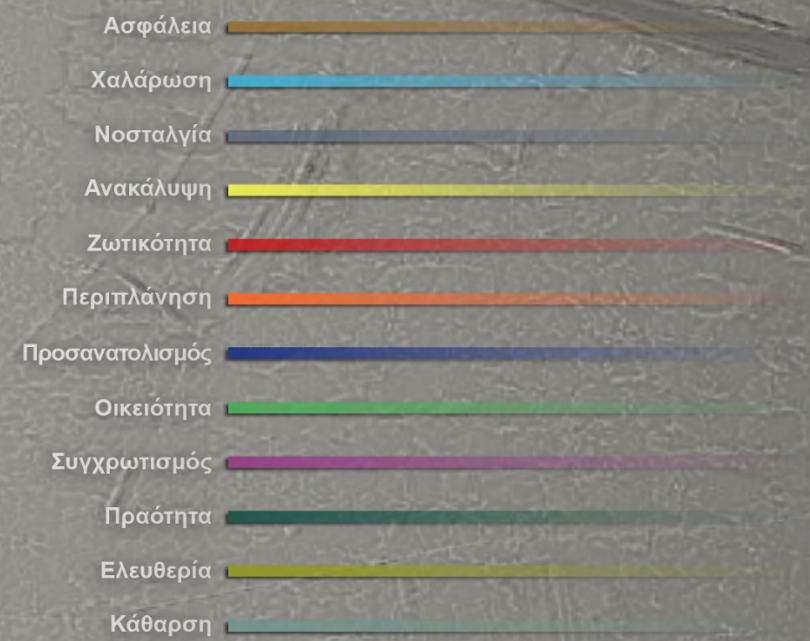 Ασφάλεια
Χαλάρωση
Νοσταλγία
Ανακάλυψη
Ζωτικότητα
Περιπλάνηση
Προσανατολισμός
Οικειότητα
Συγχρωτισμός
Πραότητα
Ελευθερία
Κάθαρση